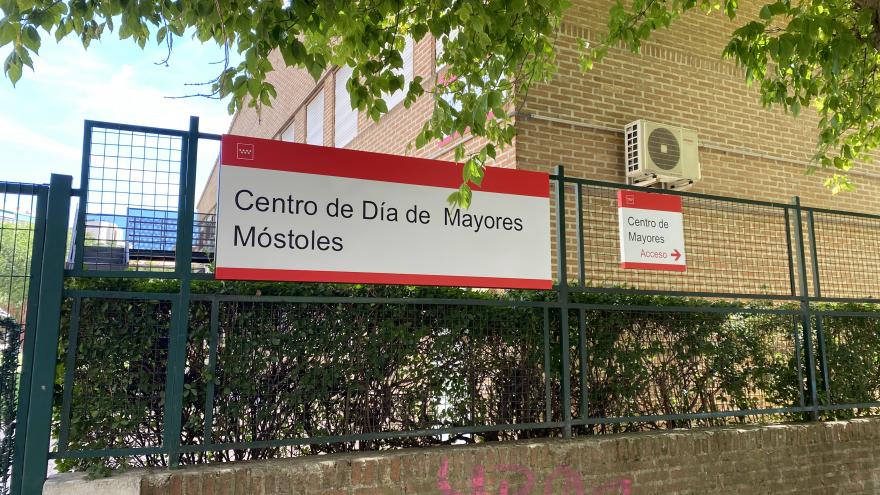 Centro de Día de Mayores
Móstoles
Centro de
Mayores
Acceso